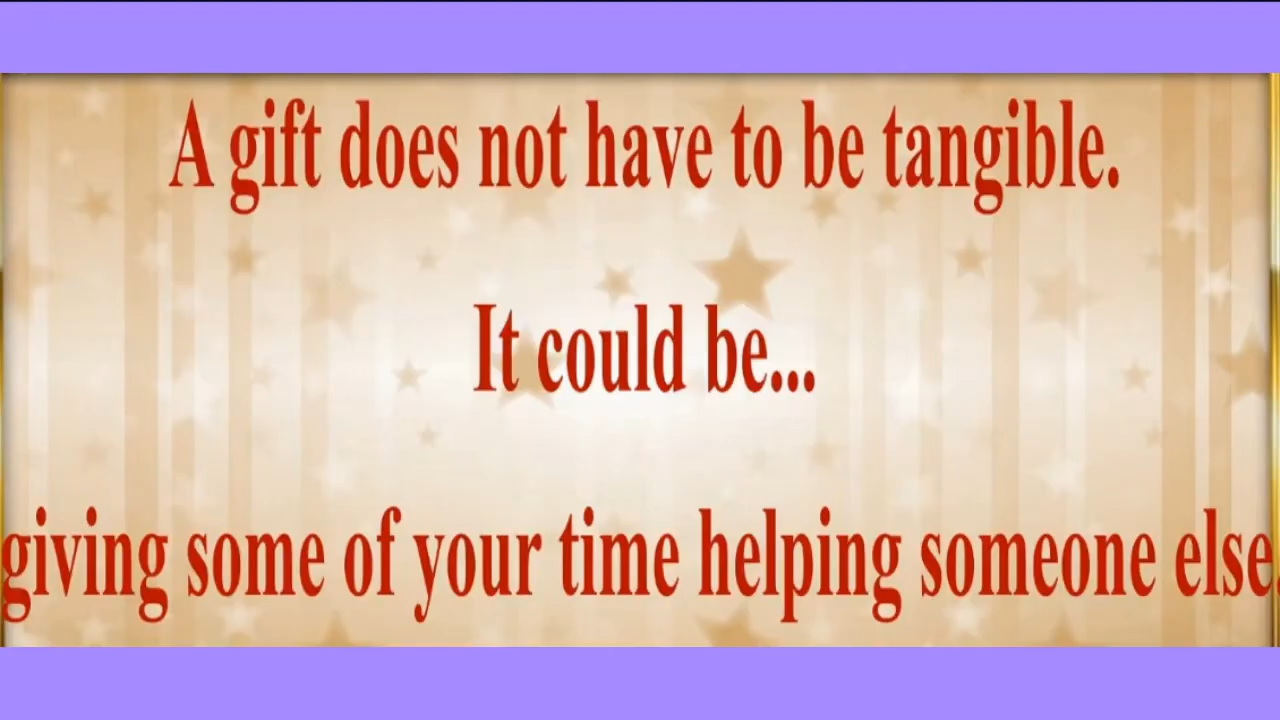 A gift does not have to be tangible.
It could be...
giving some of your time helping someone else.